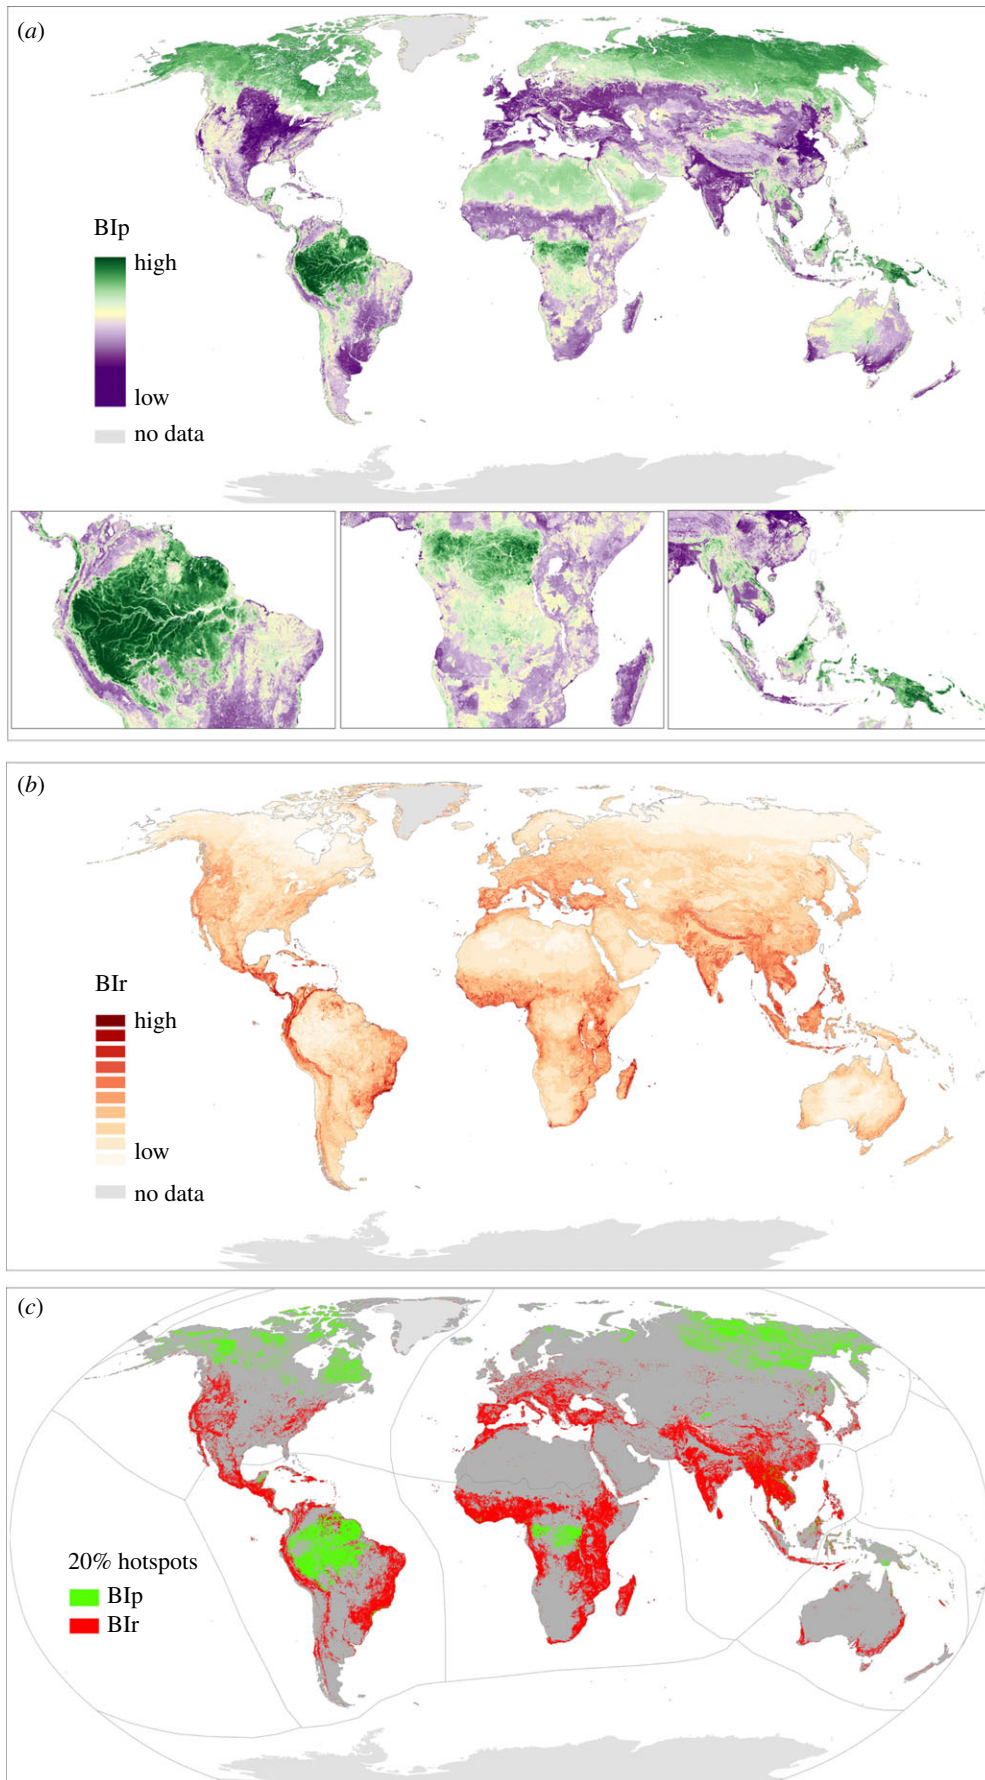 (a)
BIp
high
low
no data
(b)
BIr
high
low
no data
(c)
20% hotspots
BIp
BIr